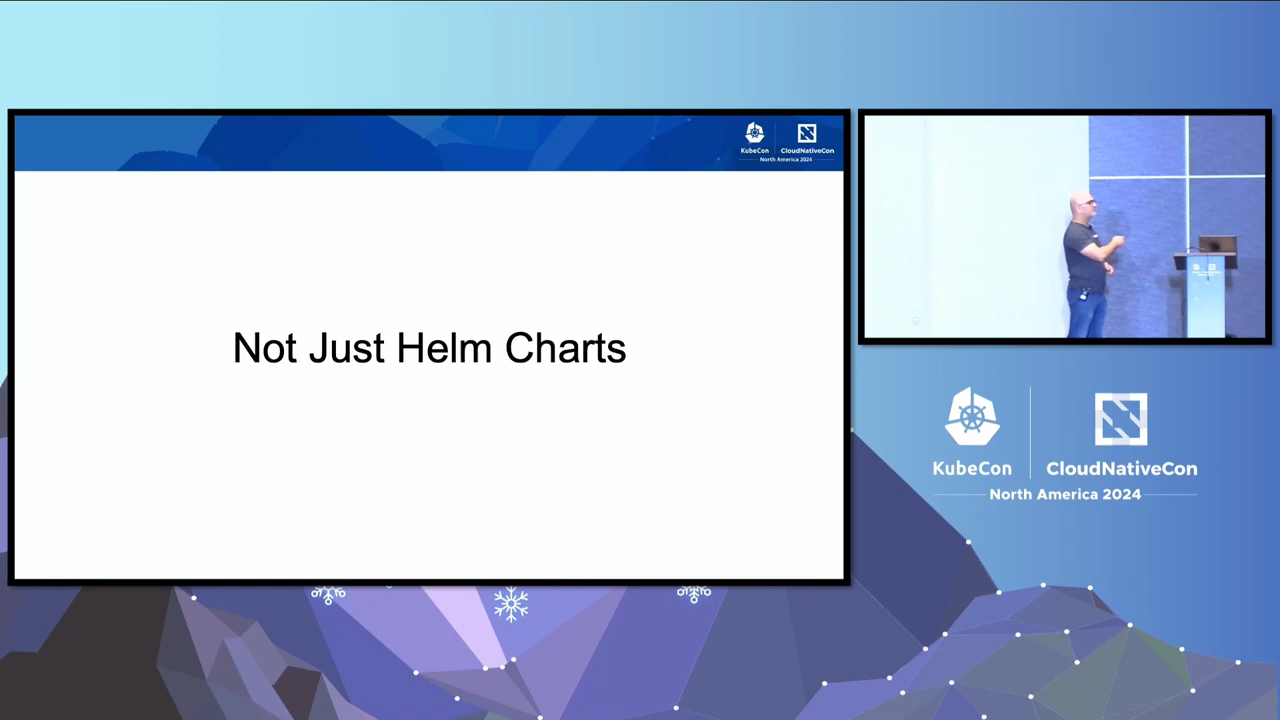 KubeCon
CloudNativeCon
North America 2024
Not Just Helm Charts
KubeCon
CloudNativeCon
North America 2024